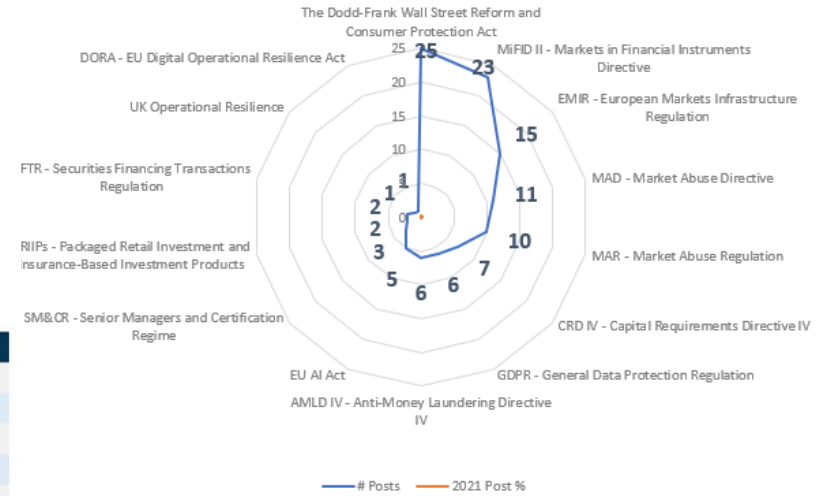 The Dodd-Frank Wall Street Reform and
Consumer Protection Act
DORA - EU Digital Operational Resilience Act
MiFID II - Markets in Financial Instruments
Directive
UK Operational Resilience
EMIR - European Markets Infrastructure
Regulation
FTR - Securities Financing Transactions
Regulation
MAD - Market Abuse Directive
RIIPs - Packaged Retail Investment and
nsurance-Based Investment Products
MAR - Market Abuse Regulation
SM&CR - Senior Managers and Certification
Regime
CRD IV - Capital Requirements Directive IV
EU AI Act
GDPR - General Data Protection Regulation
AMLD IV - Anti-Money Laundering Directive
IV
25
20
15
10
0
25
23
15
11
10
7
6
6
5
3
2
2
1
1
# Posts
2021 Post %